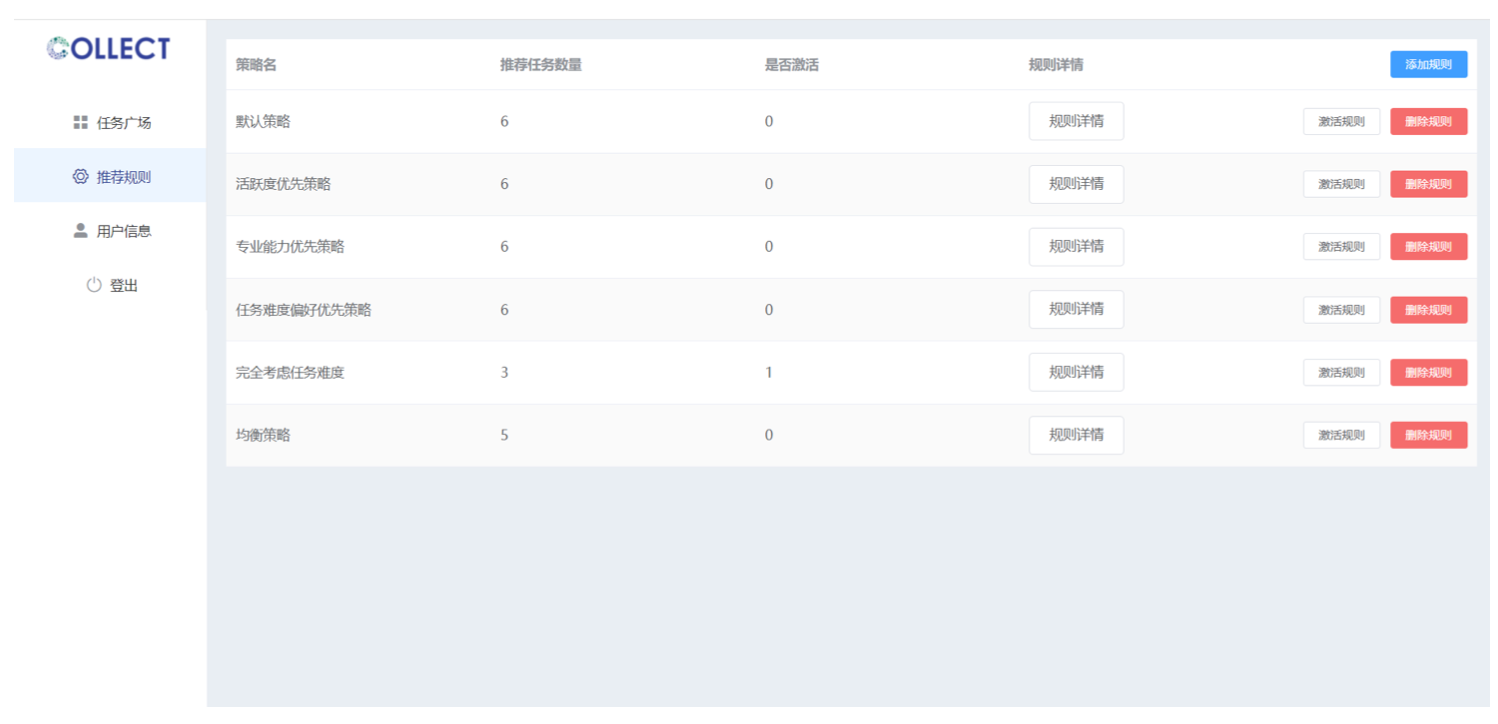 COLLECT
任务广场
推荐规则
用户信息
登出
策略名 推荐任务数量 是否激活 规则详情 添加规则
默认策略 6 0 规则详情 激活规则 删除规则
活跃度优先策略 6 0 规则详情 激活规则 删除规则
专业能力优先策略 6 0 规则详情 激活规则 删除规则
任务难度偏好优先策略 6 0 规则详情 激活规则 删除规则
完全考虑任务难度 3 1 规则详情 激活规则 删除规则
均衡策略 5 0 规则详情 激活规则 删除规则